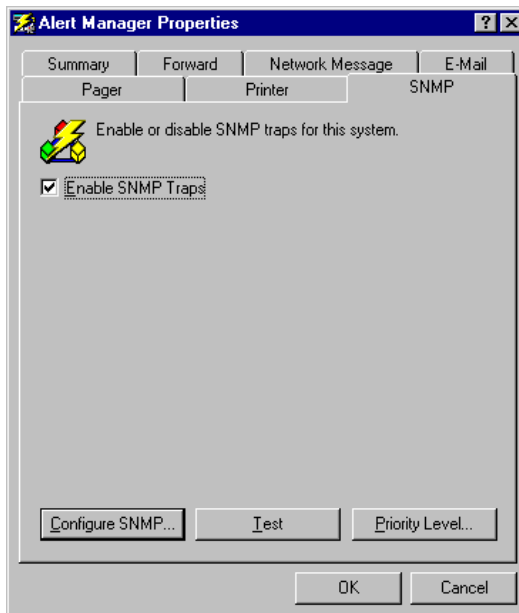 Alert Manager Properties
Summary Forward Network Message E-Mail
Pager Printer SNMP
Enable or disable SNMP traps for this system.
Enable SNMP Traps
Configure SNMP... Test Priority Level...
OK Cancel